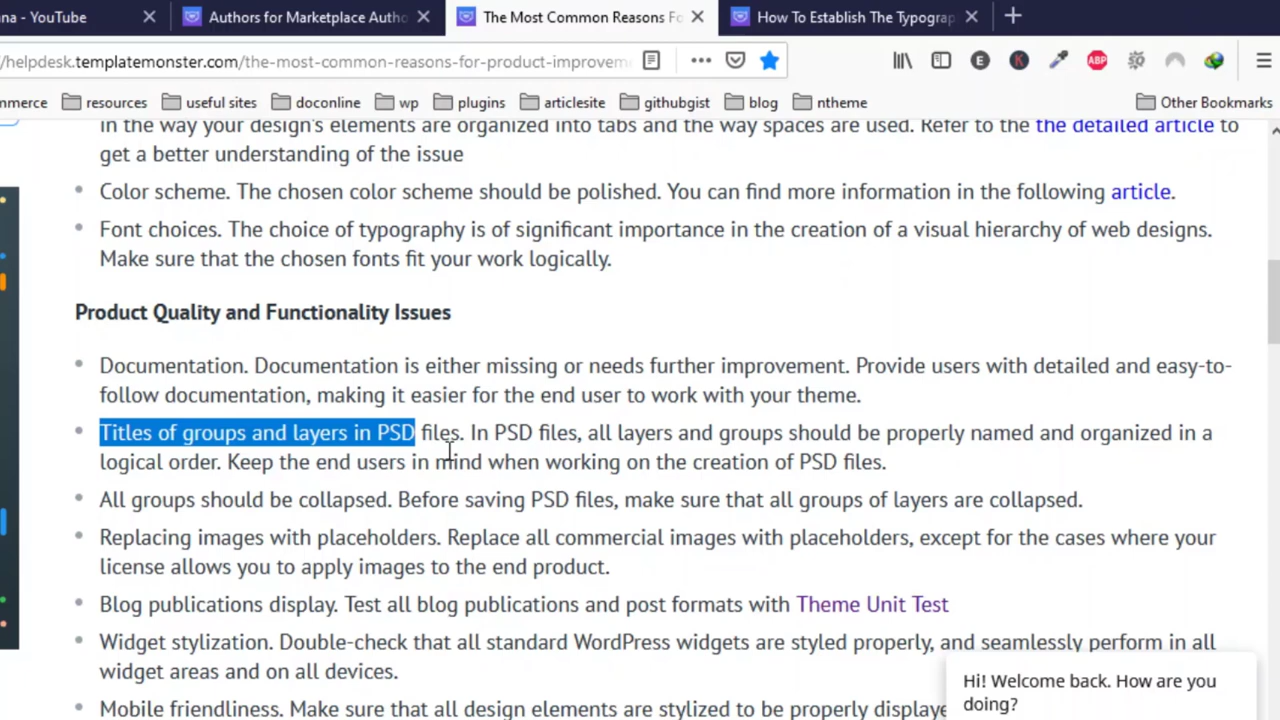 na - YouTube
Authors for Marketplace Autho
The Most Common Reasons Fo
How To Establish The Typograp
/helpdesk.templatemonster.com/the-most-common-reasons-for-product-improvem
mmerce
resources
useful sites
doconline
wp
plugins
articlesite
githubgist
blog
ntheme
Other Bookmarks
in the way your design's elements are organized into tabs and the way spaces are used. Refer to the the detailed article to
get a better understanding of the issue
Color scheme. The chosen color scheme should be polished. You can find more information in the following article.
Font choices. The choice of typography is of significant importance in the creation of a visual hierarchy of web designs.
Make sure that the chosen fonts fit your work logically.
Product Quality and Functionality Issues
Documentation. Documentation is either missing or needs further improvement. Provide users with detailed and easy-to-
follow documentation, making it easier for the end user to work with your theme.
Titles of groups and layers in PSD files. In PSD files, all layers and groups should be properly named and organized in a
logical order. Keep the end users in mind when working on the creation of PSD files.
All groups should be collapsed. Before saving PSD files, make sure that all groups of layers are collapsed.
Replacing images with placeholders. Replace all commercial images with placeholders, except for the cases where your
license allows you to apply images to the end product.
Blog publications display. Test all blog publications and post formats with Theme Unit Test
Widget stylization. Double-check that all standard WordPress widgets are styled properly, and seamlessly perform in all
widget areas and on all devices.
Mobile friendliness. Make sure that all design elements are stylized to be properly displaye
Hi! Welcome back. How are you
doing?
E
K
ABP